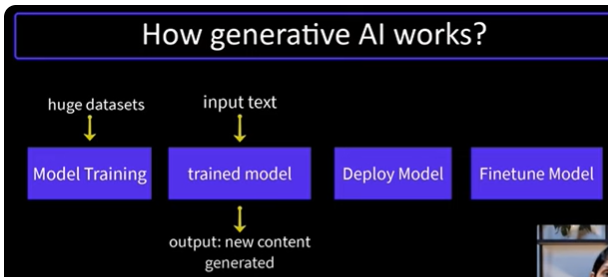 How generative AI works?
huge datasets
input text
Model Training
trained model
Deploy Model
Finetune Model
output: new content
generated